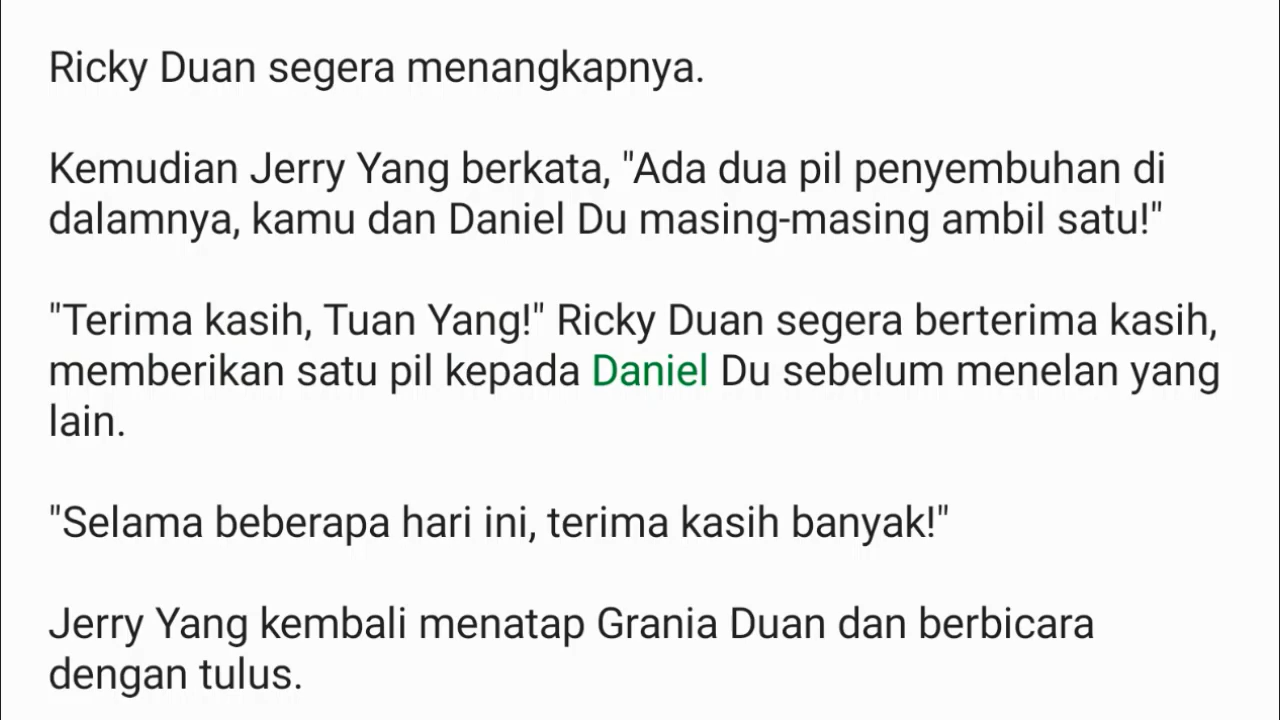 Ricky Duan segera menangkapnya.
Kemudian Jerry Yang berkata, "Ada dua pil penyembuhan di
dalamnya, kamu dan Daniel Du masing-masing ambil satu!"
"Terima kasih, Tuan Yang!" Ricky Duan segera berterima kasih,
memberikan satu pil kepada Daniel Du sebelum menelan yang
lain.
"Selama beberapa hari ini, terima kasih banyak!"
Jerry Yang kembali menatap Grania Duan dan berbicara
dengan tulus.